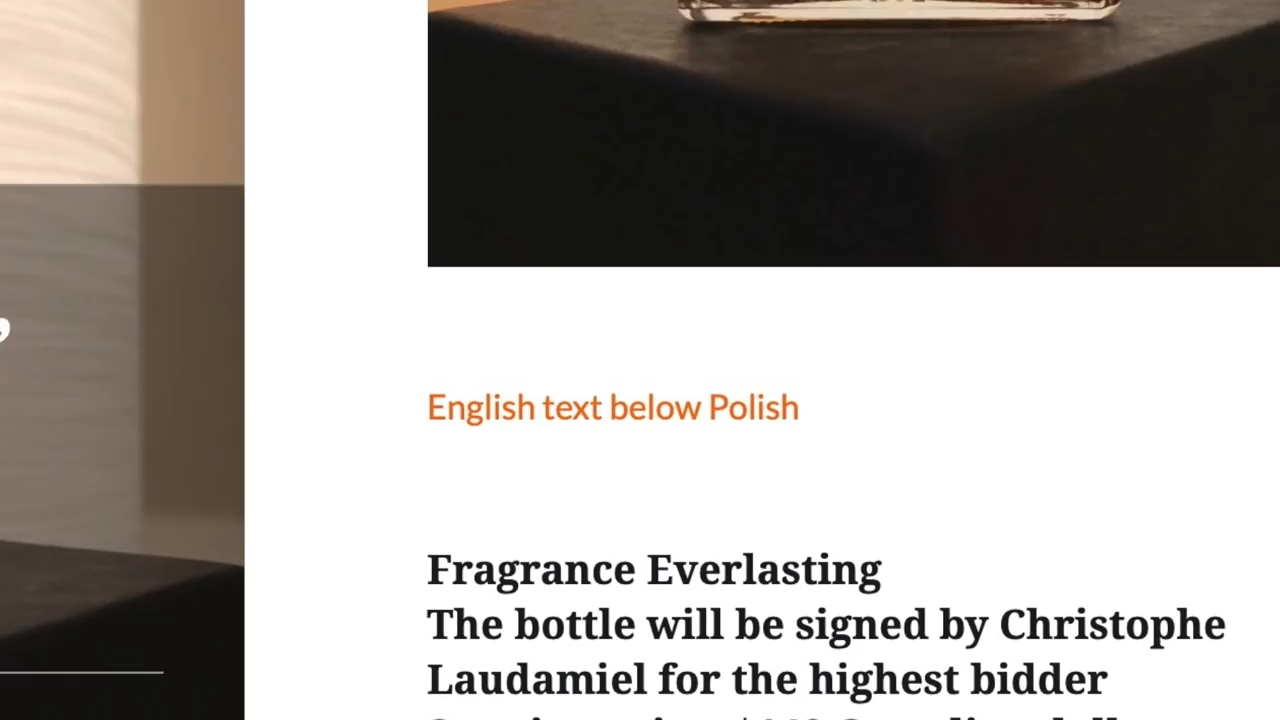 English text below Polish
Fragrance Everlasting
The bottle will be signed by Christophe
Laudamiel for the highest bidder